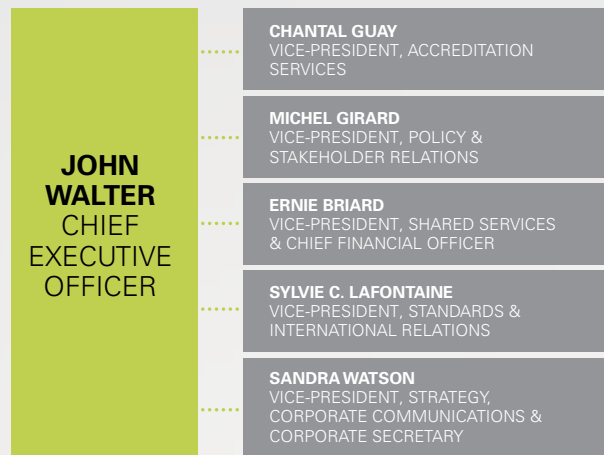 JOHN
WALTER
CHIEF
EXECUTIVE
OFFICER
CHANTAL GUAY
VICE-PRESIDENT, ACCREDITATION
SERVICES
MICHEL GIRARD
VICE-PRESIDENT, POLICY &
STAKEHOLDER RELATIONS
ERNIE BRIARD
VICE-PRESIDENT, SHARED SERVICES
& CHIEF FINANCIAL OFFICER
SYLVIE C. LAFONTAINE
VICE-PRESIDENT, STANDARDS &
INTERNATIONAL RELATIONS
SANDRA WATSON
VICE-PRESIDENT, STRATEGY,
CORPORATE COMMUNICATIONS &
CORPORATE SECRETARY